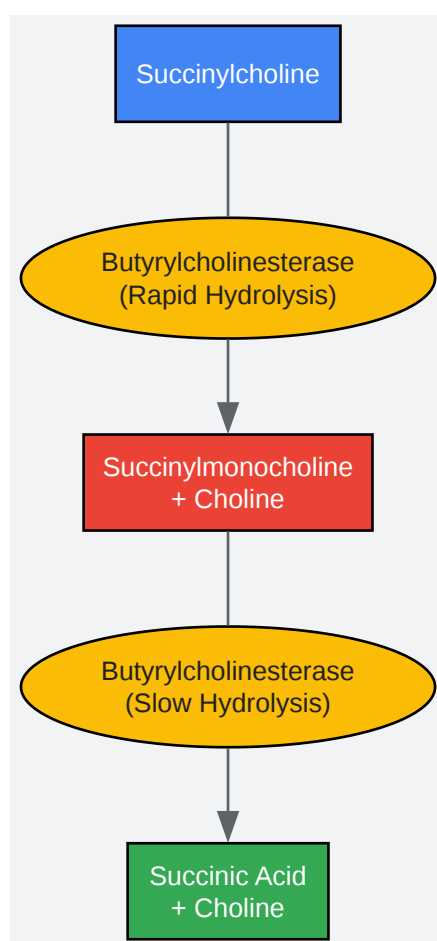 Succinylcholine
Butyrylcholinesterase
(Rapid Hydrolysis)
Succinylmonocholine
+ Choline
Butyrylcholinesterase
(Slow Hydrolysis)
Succinic Acid
+ Choline